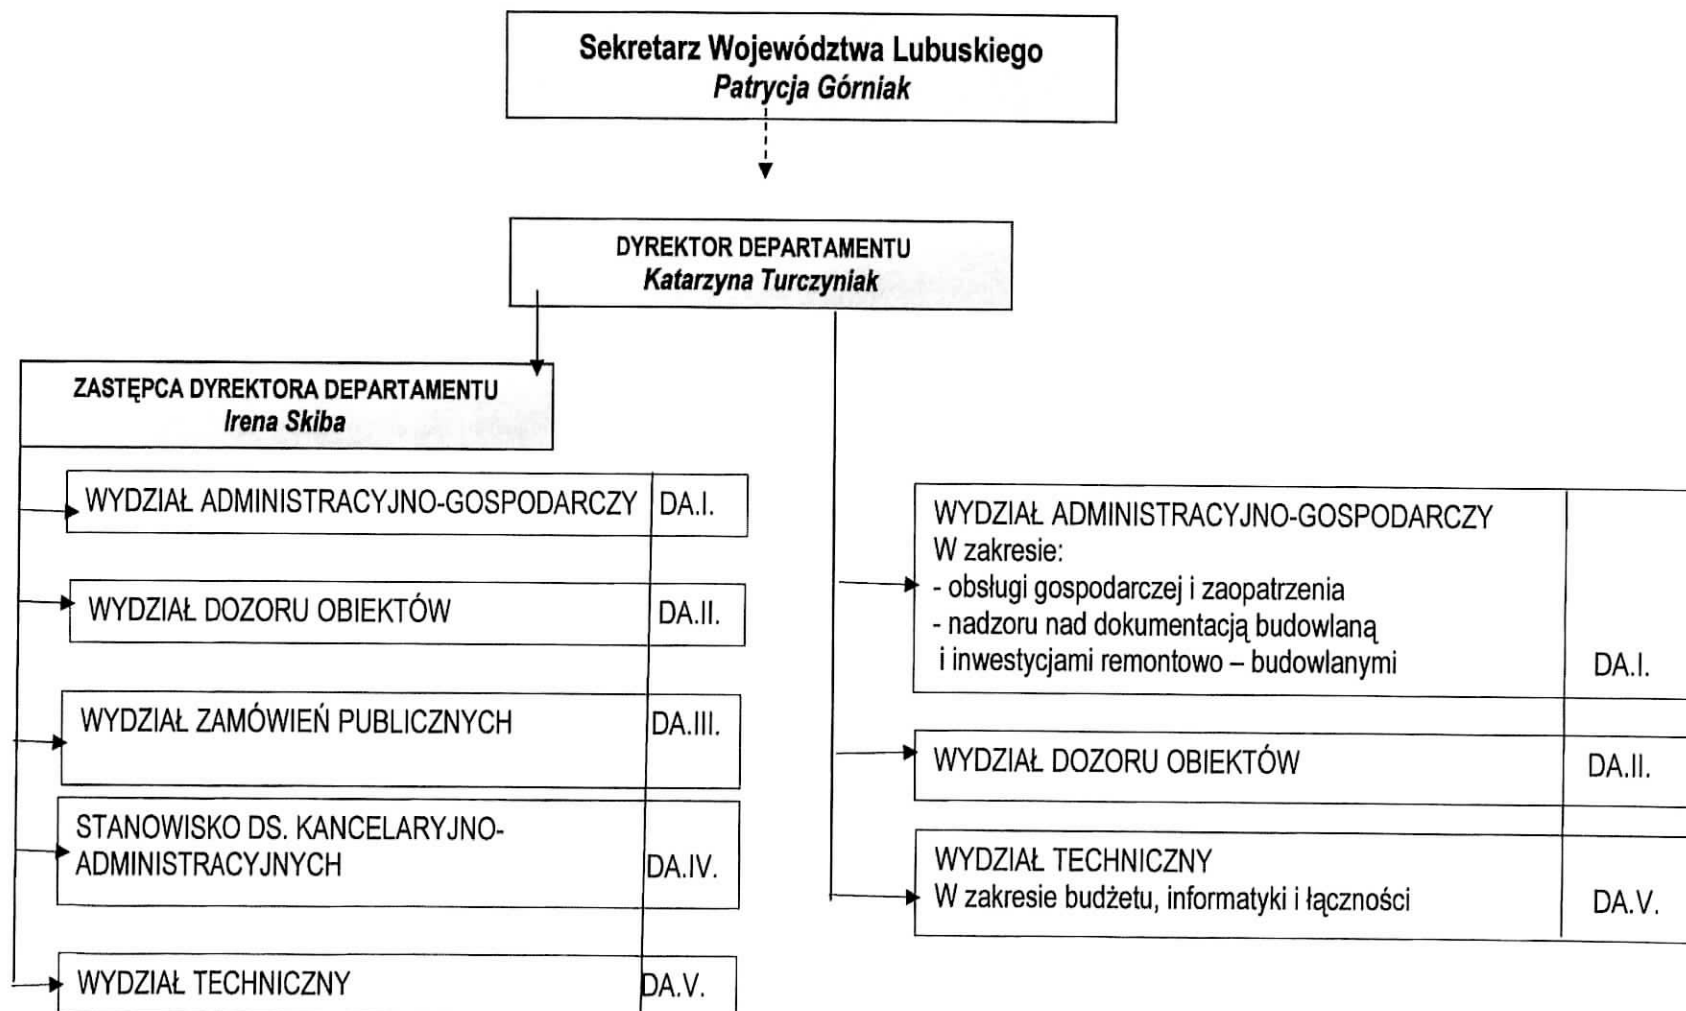 Sekretarz Województwa Lubuskiego
Patrycja Górniak
DYREKTOR DEPARTAMENTU
Katarzyna Turczyniak
ZASTĘPCA DYREKTORA DEPARTAMENTU
Irena Skiba
WYDZIAŁ ADMINISTRACYJNO-GOSPODARCZY DA.I.
WYDZIAŁ DOZORU OBIEKTÓW DA.II.
WYDZIAŁ ZAMÓWIEŃ PUBLICZNYCH DA.III.
STANOWISKO DS. KANCELARYJNO-
ADMINISTRACYJNYCH DA.IV.
WYDZIAŁ TECHNICZNY DA.V.
WYDZIAŁ ADMINISTRACYJNO-GOSPODARCZY
W zakresie:
- obsługi gospodarczej i zaopatrzenia
- nadzoru nad dokumentacją budowlaną
i inwestycjami remontowo – budowlanymi DA.I.
WYDZIAŁ DOZORU OBIEKTÓW DA.II.
WYDZIAŁ TECHNICZNY
W zakresie budżetu, informatyki i łączności DA.V.